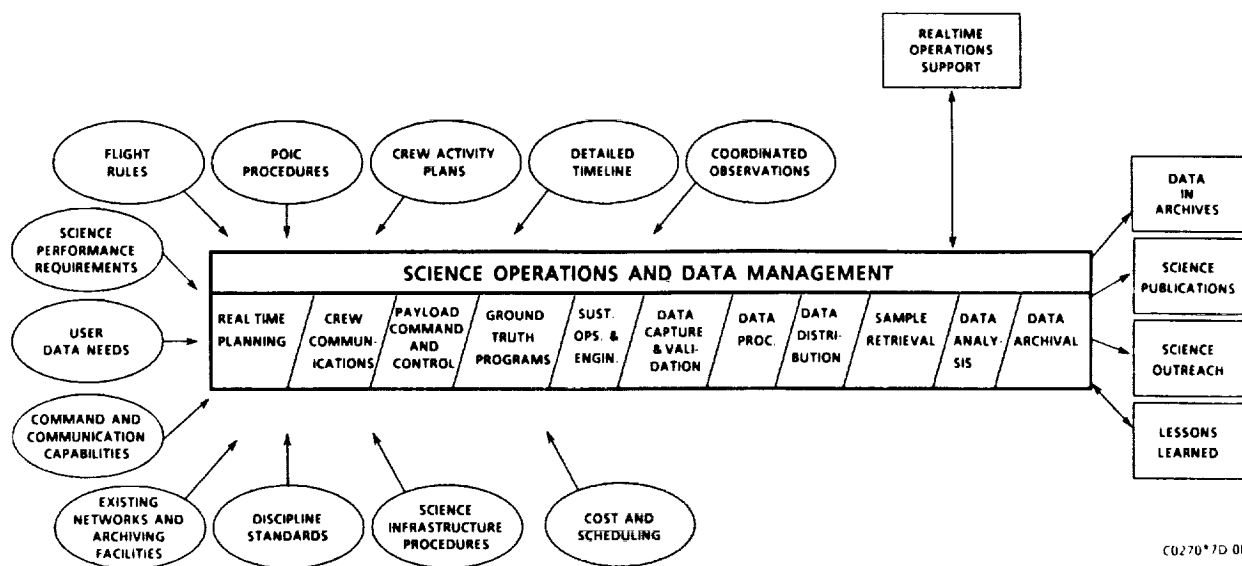 REALTIME
OPERATIONS
SUPPORT
FLIGHT
RULES
POIC
PROCEDURES
CREW ACTIVITY
PLANS
DETAILED
TIMELINE
COORDINATED
OBSERVATIONS
SCIENCE
PERFORMANCE
REQUIREMENTS
USER
DATA NEEDS
COMMAND AND
COMMUNICATION
CAPABILITIES
SCIENCE OPERATIONS AND DATA MANAGEMENT
REAL TIME
PLANNING
CREW
COMMUN-
ICATIONS
PAYLOAD
COMMAND
AND
CONTROL
GROUND
TRUTH
PROGRAMS
SUST.
OPS. &
ENGIN.
DATA
CAPTURE
& VALI-
DATION
DATA
PROC.
DATA
DISTRI-
BUTION
SAMPLE
RETRIEVAL
DATA
ANALY-
SIS
DATA
ARCHIVAL
DATA
IN
ARCHIVES
SCIENCE
PUBLICATIONS
SCIENCE
OUTREACH
LESSONS
LEARNED
EXISTING
NETWORKS AND
ARCHIVING
FACILITIES
DISCIPLINE
STANDARDS
SCIENCE
INFRASTRUCTURE
PROCEDURES
COST AND
SCHEDULING